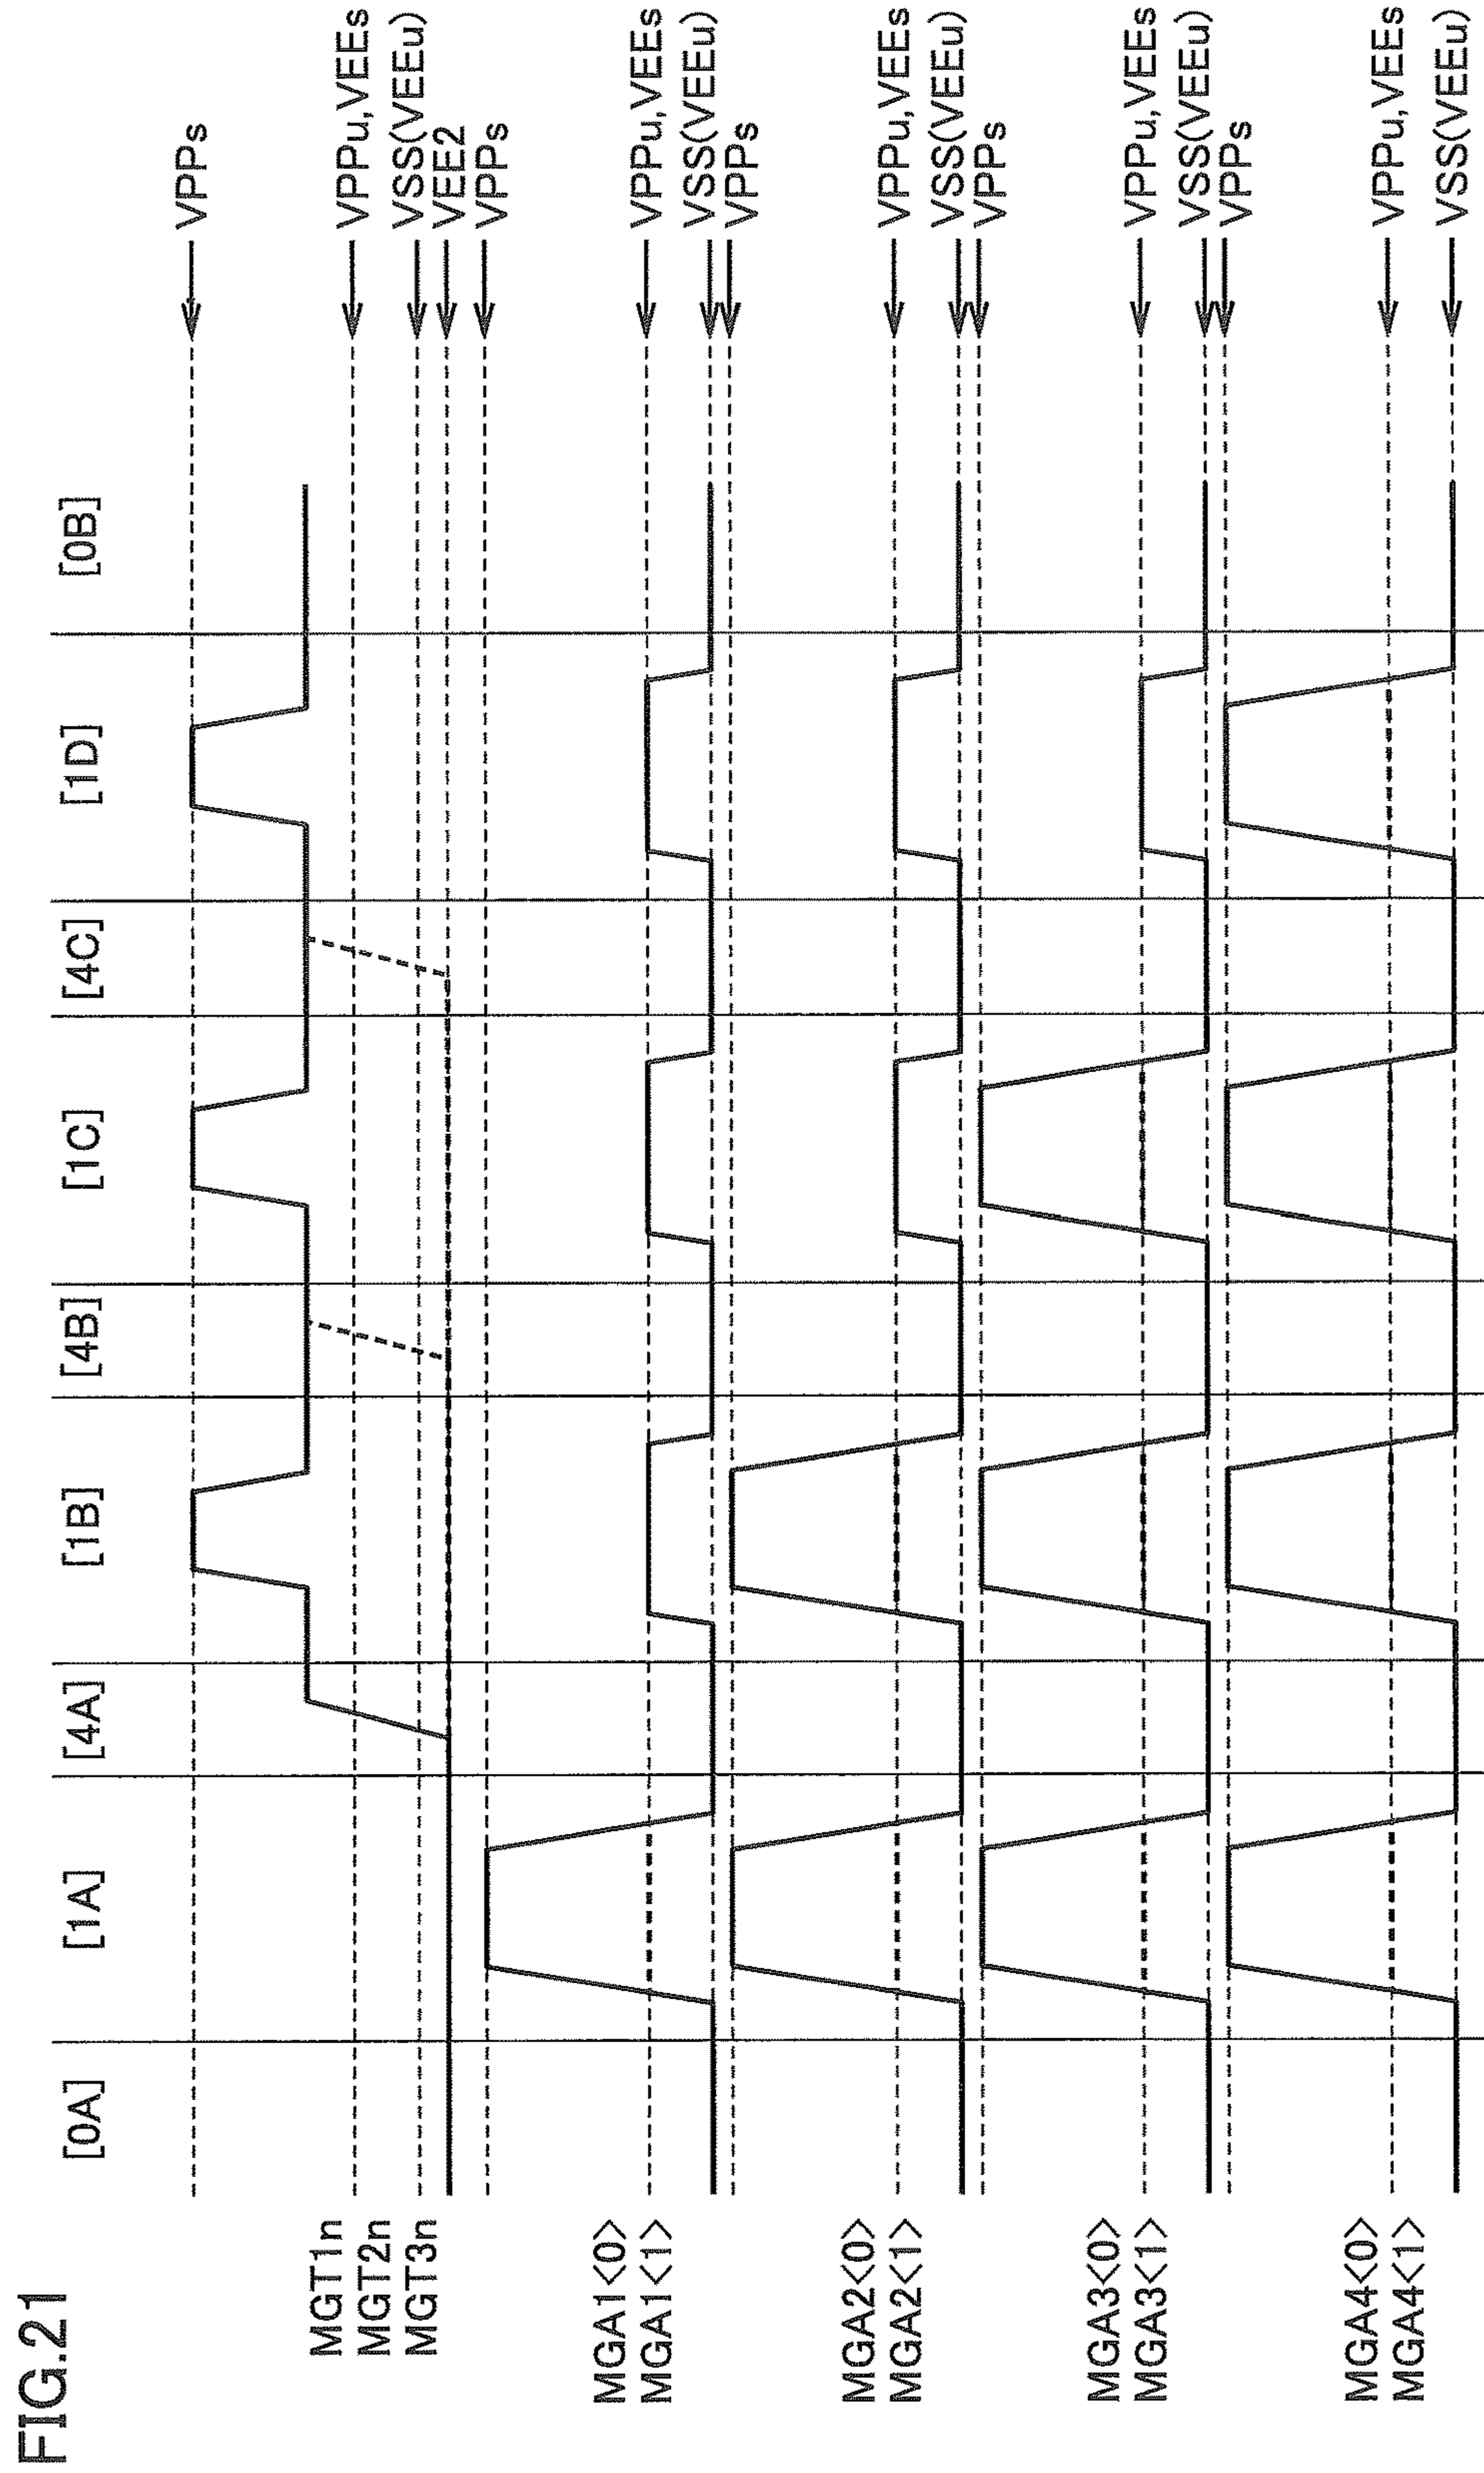 FIG.21
[0A]
[1A]
[4A]
[1B]
[4B]
[1C]
[4C]
[1D]
[0B]
MGT1n
MGT2n
MGT3n
VPPs
VPPu,VEEs
VSS(VEEu)
VEE2
MGA1<0>
MGA1<1>
VPPs
VPPu,VEEs
VSS(VEEu)
MGA2<0>
MGA2<1>
VPPs
VPPu,VEEs
VSS(VEEu)
MGA3<0>
MGA3<1>
VPPs
VPPu,VEEs
VSS(VEEu)
MGA4<0>
MGA4<1>
VPPs
VPPu,VEEs
VSS(VEEu)